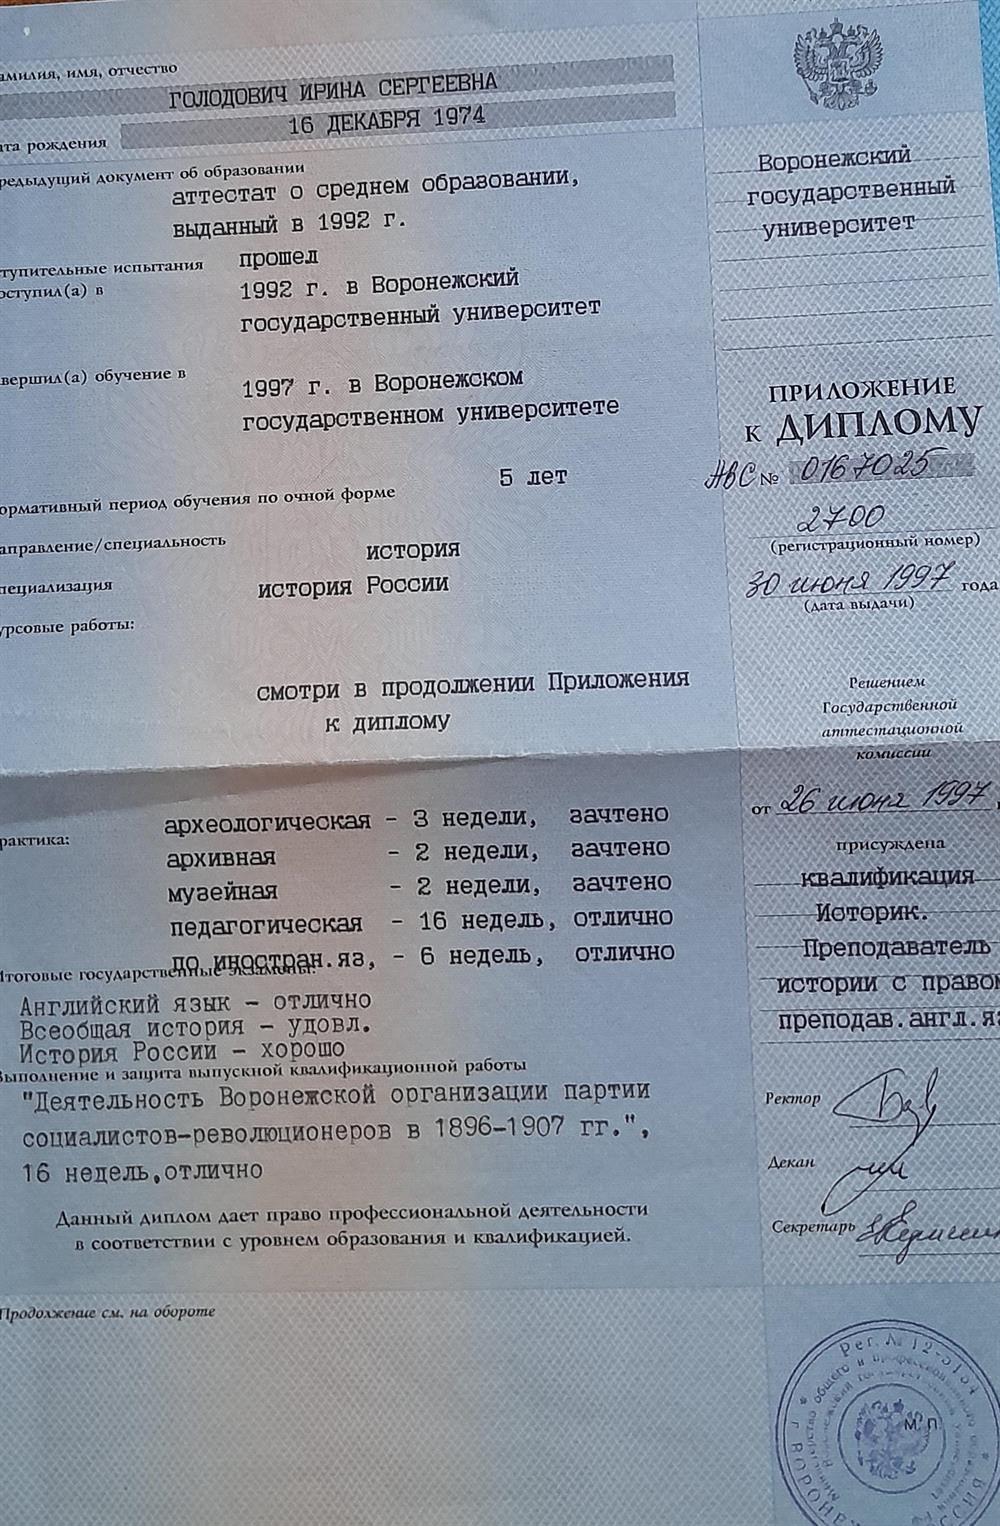 амилия, имя, отчество
ГОЛОДОВИЧ ИРИНА СЕРГЕЕВНА
ата рождения
16 ДЕКАБРЯ 1974
редыдущий документ об образовании
аттестат о среднем образовании,
выданный в 1992 г.
тупительные испытания прошел
оступил(а) в
1992 г. в Воронежский
государственный университет
вершил(а) обучение в
1997 г. в Воронежском
государственном университете
ормативный период обучения по очной форме 5 лет
аправление/специальность история
пециализация история России
урсовые работы:
смотри в продолжении Приложения
к диплому
рактика:
археологическая - 3 недели, зачтено
архивная - 2 недели, зачтено
музейная - 2 недели, зачтено
педагогическая - 16 недель, отлично
по иностран.яз, - 6 недель, отлично
Итоговые государственные экзамены:
Английский язык - отлично
Всеобщая история - удовл.
История России - хорошо
Выполнение и защита выпускной квалификационной работы
"Деятельность Воронежской организации партии
социалистов-революционеров в 1896-1907 гг.",
16 недель,отлично
Данный диплом дает право профессиональной деятельности
в соответствии с уровнем образования и квалификацией.
Продолжение см. на обороте
Воронежский
государственный
университет
ПРИЛОЖЕНИЕ
К ДИПЛОМУ
АВС № 0167025
2700
(регистрационный номер)
30 июня 1997 года
(дата выдачи)
Решением
Государственной
аттестационной
комиссии
от 26 июня 1997
присуждена
квалификация
Историк.
Преподаватель
истории с право
преподав.англ.яз
Ректор
Декан
Секретарь
Рег. № 12-5134
М.П.